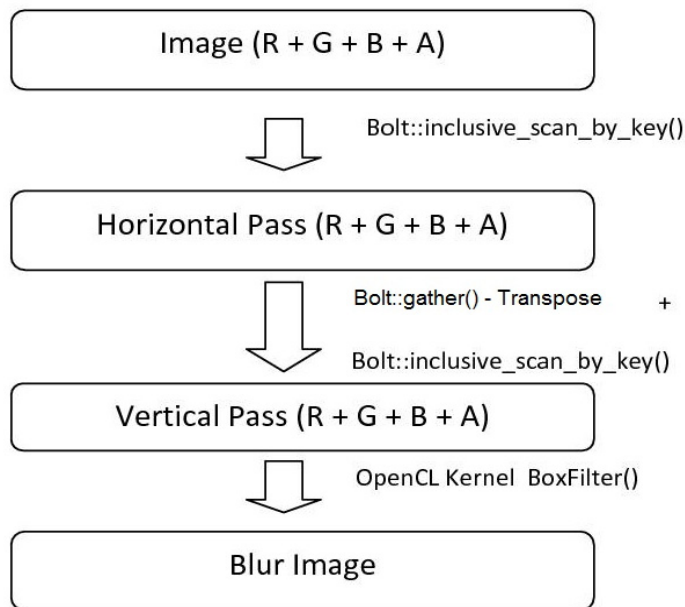 Image (R + G + B + A)
Bolt::inclusive_scan_by_key()
Horizontal Pass (R + G + B + A)
Bolt::gather() - Transpose +
Bolt::inclusive_scan_by_key()
Vertical Pass (R + G + B + A)
OpenCL Kernel BoxFilter()
Blur Image